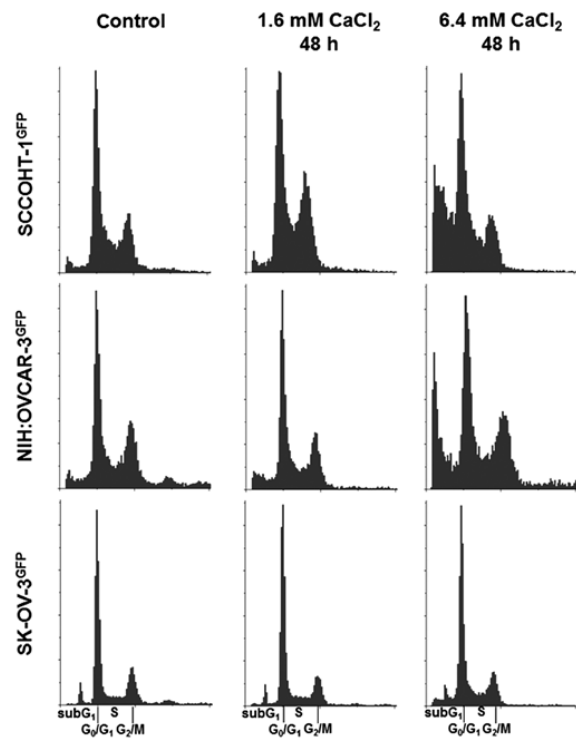 Control
1.6 mM CaCl₂
48 h
6.4 mM CaCl₂
48 h
SCCOHT-1ᴳᶠᴾ
NIH:OVCAR-3ᴳᶠᴾ
SK-OV-3ᴳᶠᴾ
subG₁ S
G₀/G₁ G₂/M
subG₁ S
G₀/G₁ G₂/M
subG₁ S
G₀/G₁ G₂/M